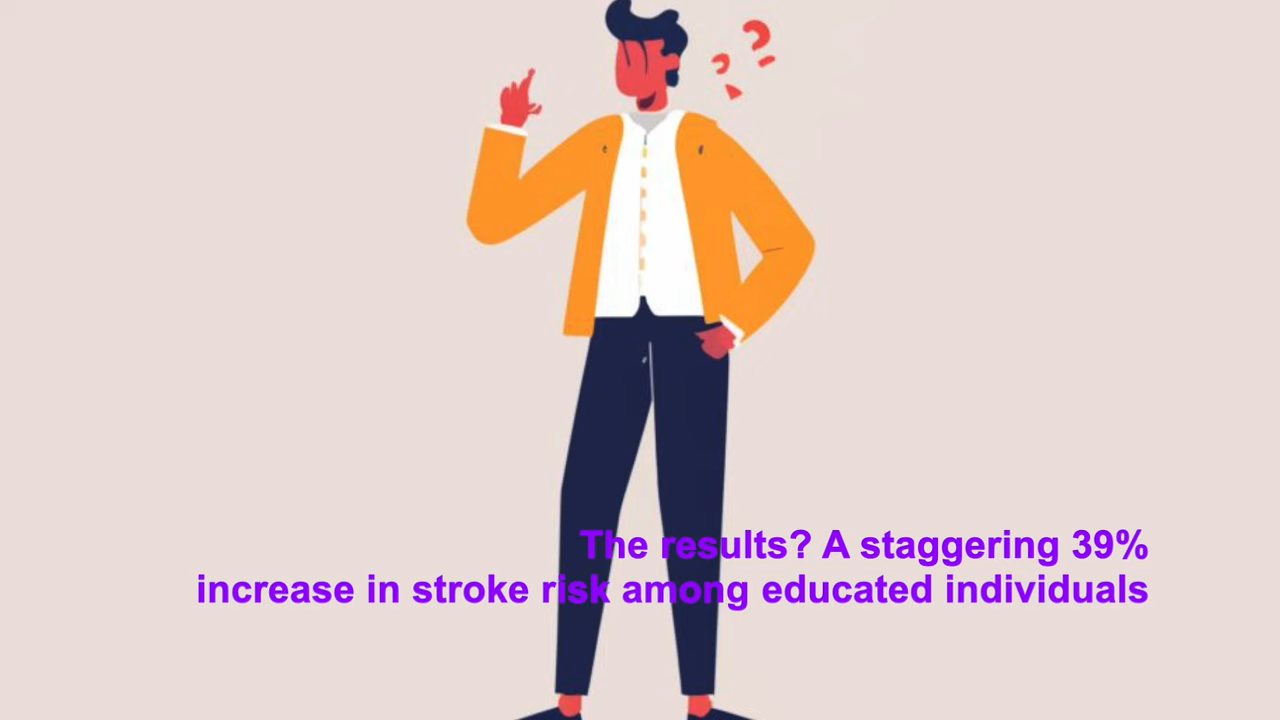 The results? A staggering 39%
increase in stroke risk among educated individuals